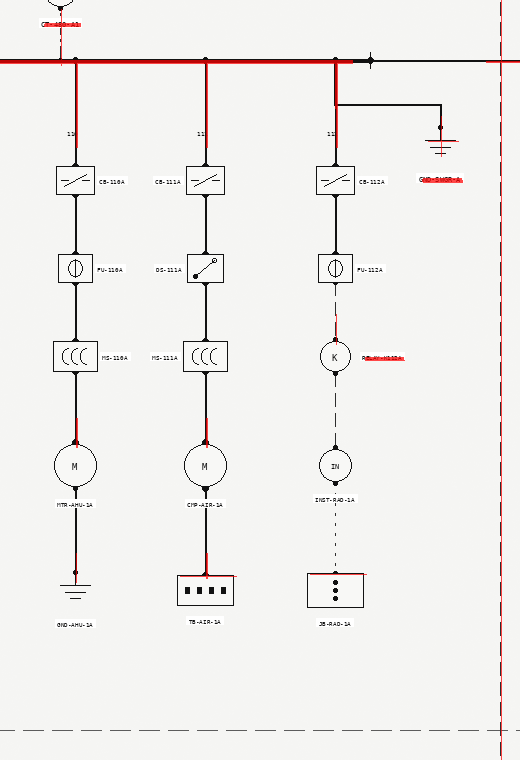 11
11
11
CB-110A
CB-111A
CB-112A
FU-110A
DS-111A
FU-112A
MS-110A
MS-111A
K
M
M
IN
MTR-AHU-1A
CMP-AIR-1A
INST-RAD-1A
GND-AHU-1A
TB-AIR-1A
JB-RAD-1A